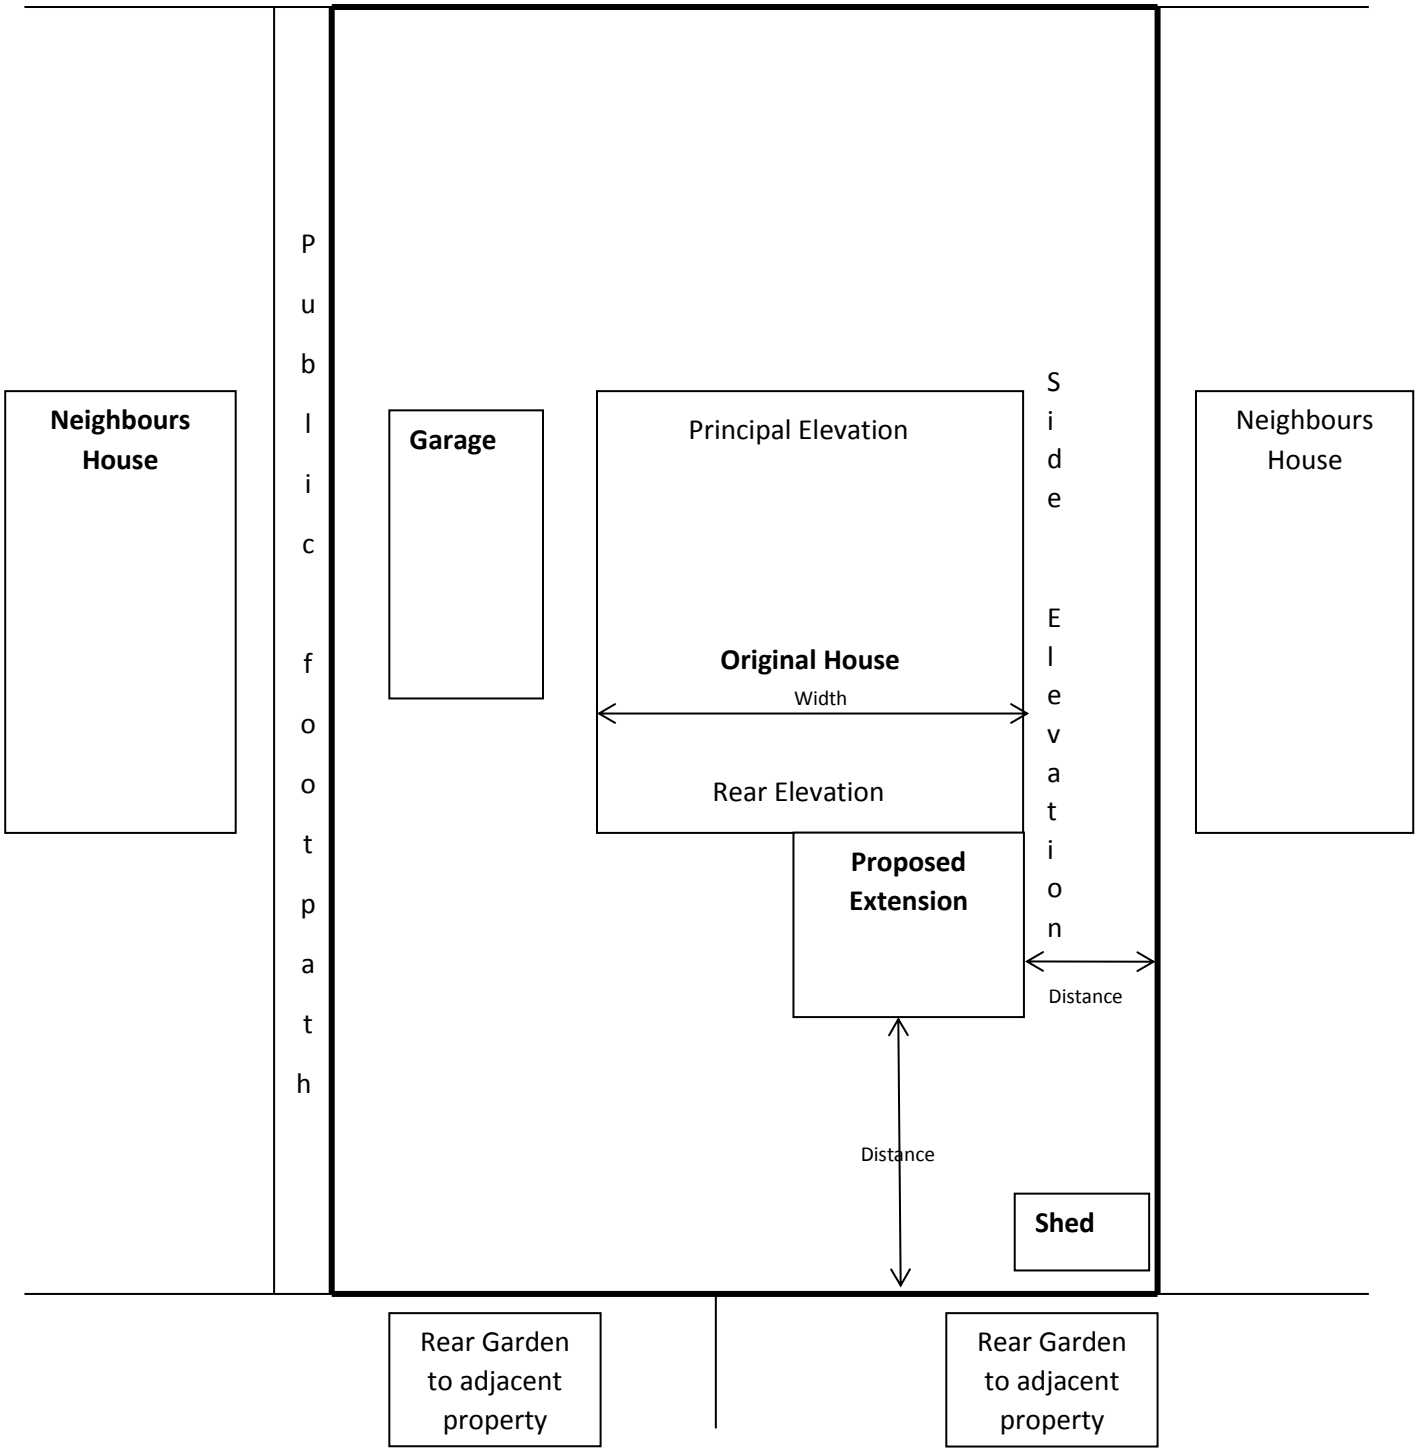 Public footpath
Neighbours
House
Garage
Principal Elevation
Side Elevation
Neighbours
House
Original House
Width
Rear Elevation
Proposed
Extension
Distance
Distance
Shed
Rear Garden
to adjacent
property
Rear Garden
to adjacent
property